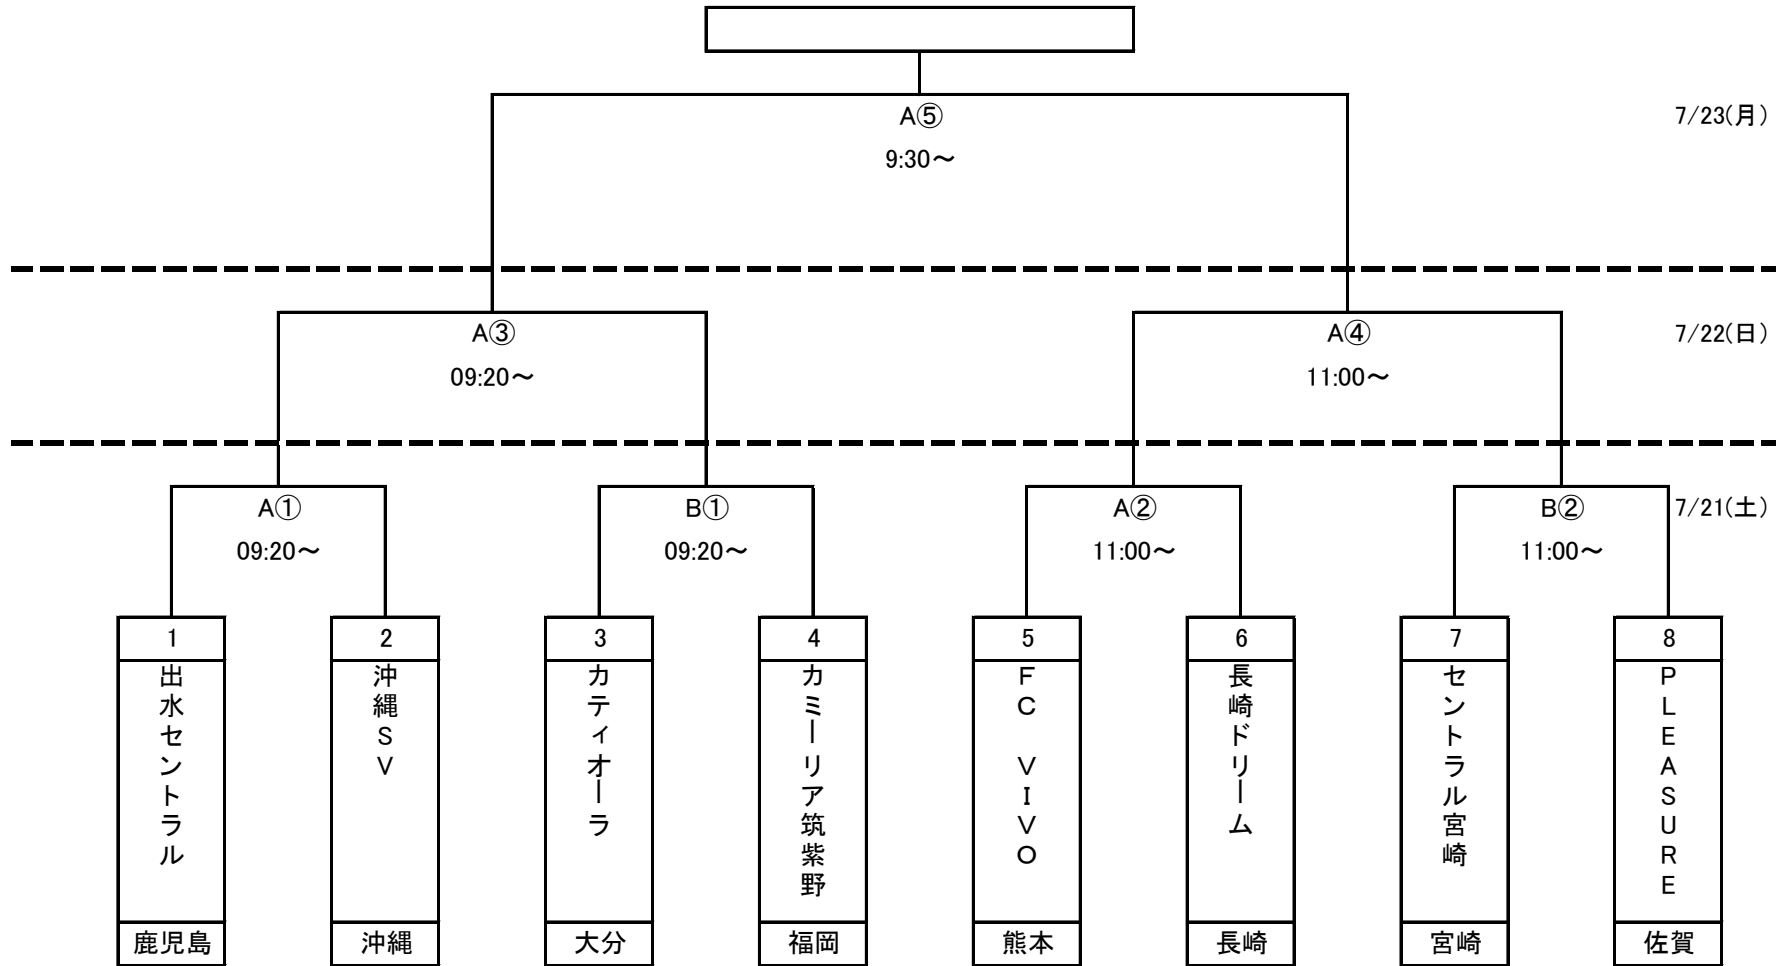 A⑤
7/23(月)
9:30～
A③
A④
7/22(日)
09:20～
11:00～
A①
B①
A②
B②
7/21(土)
09:20～
09:20～
11:00～
11:00～
1
2
3
4
5
6
7
8
出水セントラル
沖縄SV
カティオーラ
カミーリア筑紫野
FC VIVO
長崎ドリーム
セントラル宮崎
PLEASURE
鹿児島
沖縄
大分
福岡
熊本
長崎
宮崎
佐賀